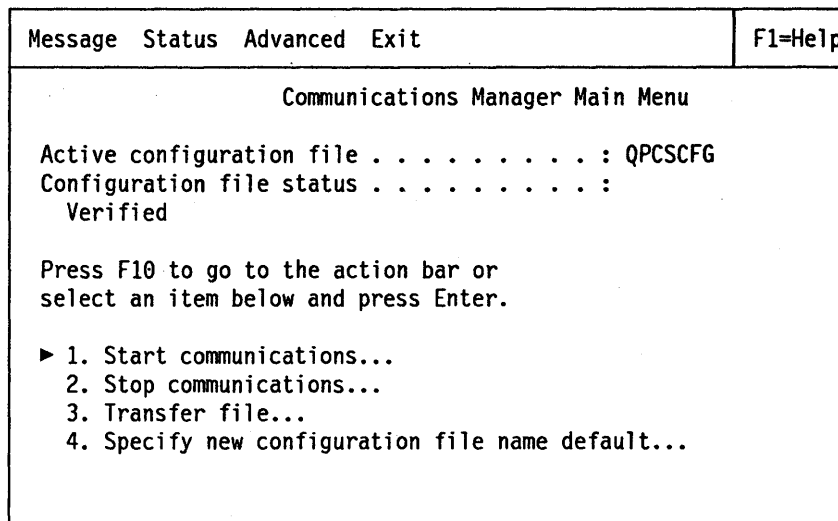 Message Status Advanced Exit F1=Help
Communications Manager Main Menu
Active configuration file . . . . . . . . . . : QPCSCFG
Configuration file status . . . . . . . . . . :
Verified
Press F10 to go to the action bar or
select an item below and press Enter.
► 1. Start communications...
2. Stop communications...
3. Transfer file...
4. Specify new configuration file name default...